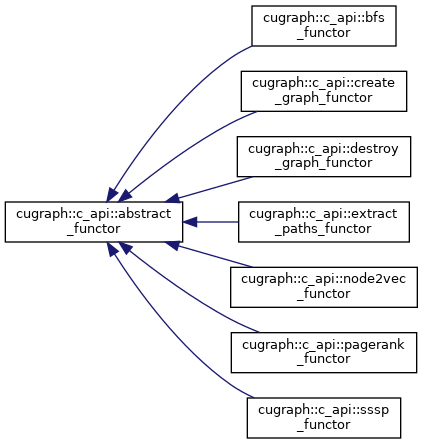 cugraph::c_api::bfs
_functor
cugraph::c_api::create
_graph_functor
cugraph::c_api::destroy
_graph_functor
cugraph::c_api::abstract
_functor
cugraph::c_api::extract
_paths_functor
cugraph::c_api::node2vec
_functor
cugraph::c_api::pagerank
_functor
cugraph::c_api::sssp
_functor